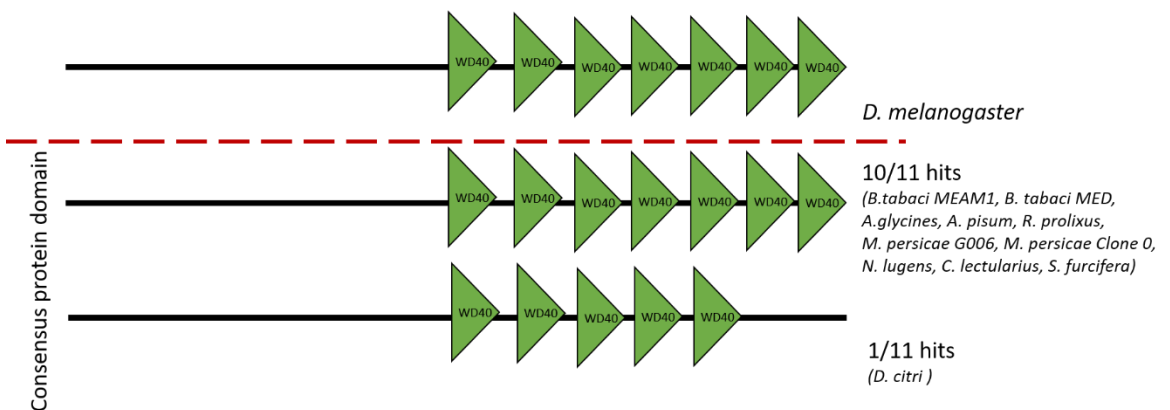 WD40 WD40 WD40 WD40 WD40 WD40 WD40
D. melanogaster
Consensus protein domain
WD40 WD40 WD40 WD40 WD40 WD40 WD40
10/11 hits
(B.tabaci MEAM1, B. tabaci MED,
A.glycines, A. pisum, R. prolixus,
M. persicae G006, M. persicae Clone 0,
N. lugens, C. lectularius, S. furcifera)
WD40 WD40 WD40 WD40 WD40
1/11 hits
(D. citri )